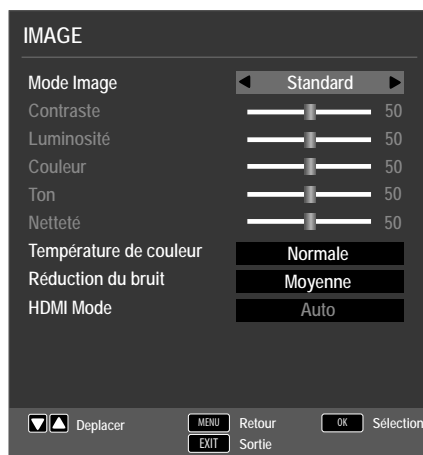 IMAGE
Mode Image Standard
Contraste 50
Luminosité 50
Couleur 50
Ton 50
Netteté 50
Température de couleur Normale
Réduction du bruit Moyenne
HDMI Mode Auto
Deplacer MENU Retour OK Sélection
EXIT Sortie